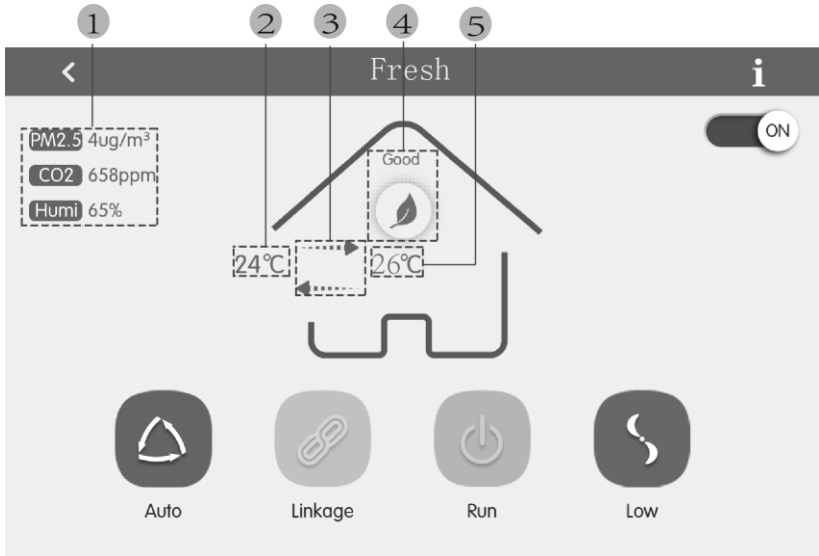 1 2 3 4 5
Fresh i
ON
PM2.5 4ug/m³
CO2 658ppm
Humi 65%
Good
24℃ 26℃
Auto Linkage Run Low